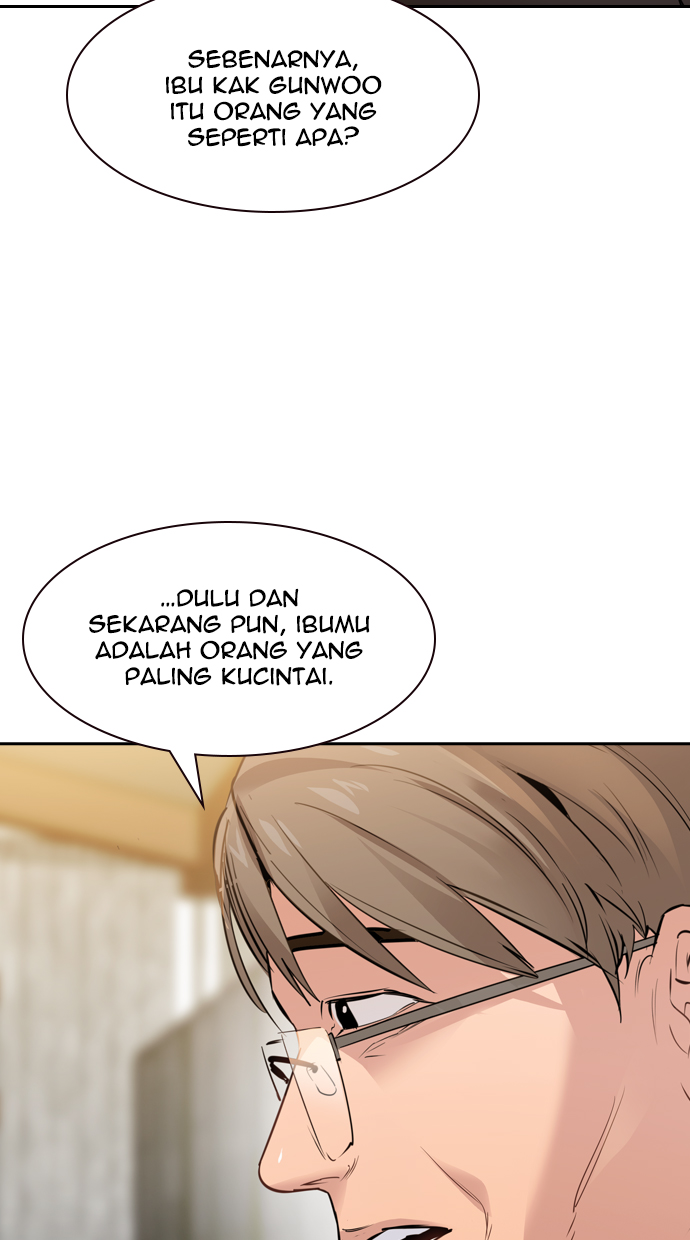 SEBENARNYA,
IBU KAK GUNWOO
ITU ORANG YANG
SEPERTI APA?
...DULU DAN
SEKARANG PUN, IBUMU
ADALAH ORANG YANG
PALING KUCINTAI.